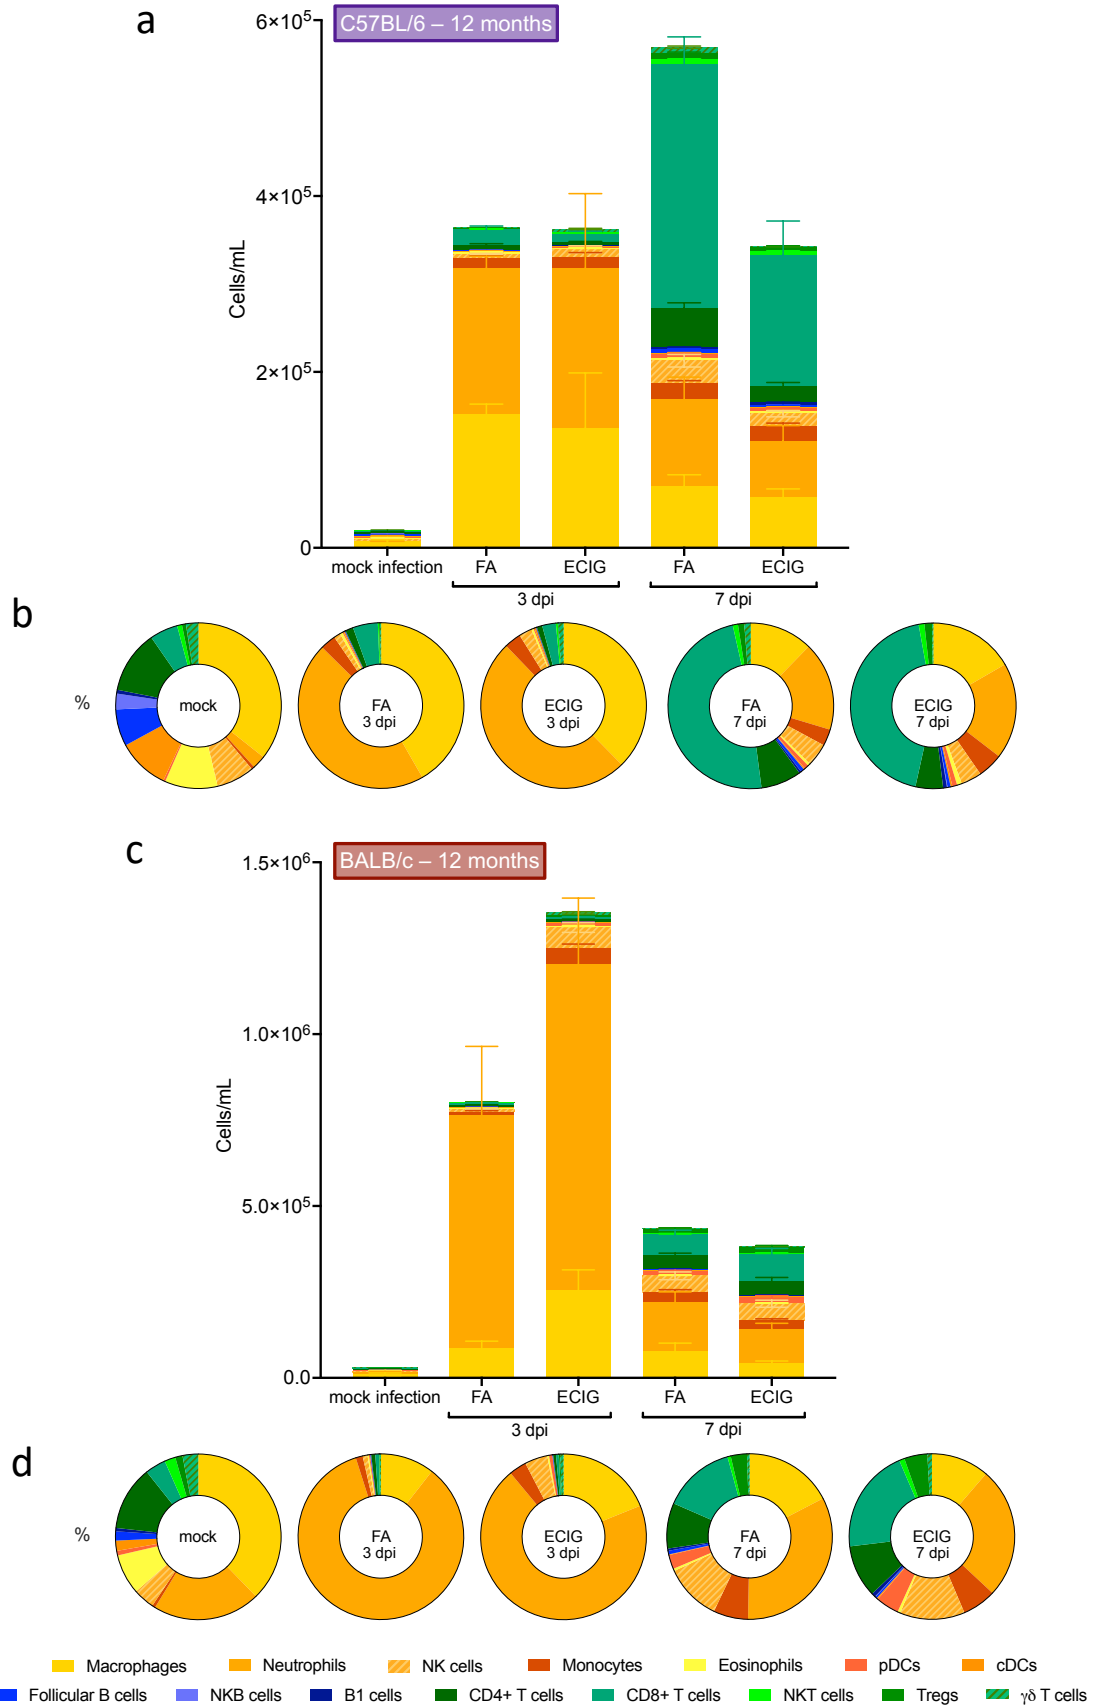 a
C57BL/6 – 12 months
6×10⁵
4×10⁵
2×10⁵
0
Cells/mL
mock infection FA ECIG FA ECIG
3 dpi 7 dpi
b
%
mock
FA
3 dpi
ECIG
3 dpi
FA
7 dpi
ECIG
7 dpi
c
BALB/c – 12 months
1.5×10⁶
1.0×10⁶
5.0×10⁵
0.0
Cells/mL
mock infection FA ECIG FA ECIG
3 dpi 7 dpi
d
%
mock
FA
3 dpi
ECIG
3 dpi
FA
7 dpi
ECIG
7 dpi
Macrophages Neutrophils NK cells Monocytes Eosinophils pDCs cDCs
Follicular B cells NKB cells B1 cells CD4+ T cells CD8+ T cells NKT cells Tregs γδ T cells